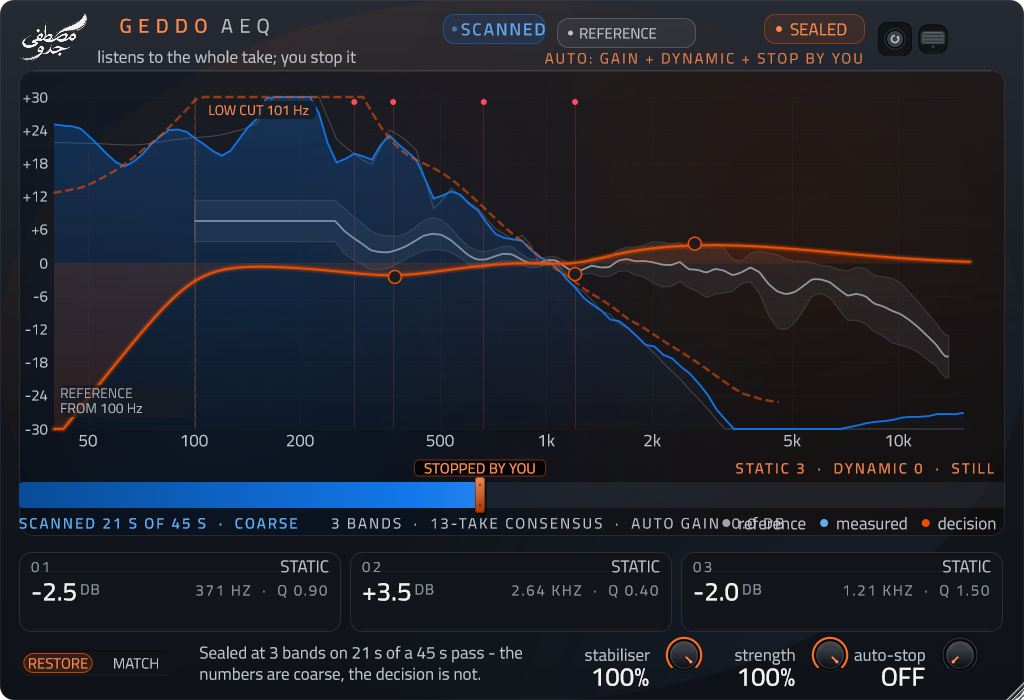 مصطفى
جدو
GEDDO AEQ
listens to the whole take; you stop it
SCANNED
REFERENCE
SEALED
AUTO: GAIN + DYNAMIC + STOP BY YOU
LOW CUT 101 Hz
+30
+24
+18
+12
+6
0
-6
-12
-18
-24
-30
REFERENCE
FROM 100 Hz
50 100 200 500 1k 2k 5k 10k
STOPPED BY YOU
STATIC 3 · DYNAMIC 0 · STILL
SCANNED 21 S OF 45 S · COARSE 3 BANDS · 13-TAKE CONSENSUS · AUTO GAIN 0.0 DB
reference measured decision
01 STATIC
-2.5 DB 371 HZ · Q 0.90
02 STATIC
+3.5 DB 2.64 KHZ · Q 0.40
03 STATIC
-2.0 DB 1.21 KHZ · Q 1.50
RESTORE MATCH
Sealed at 3 bands on 21 s of a 45 s pass - the
numbers are coarse, the decision is not.
stabiliser
100%
strength
100%
auto-stop
OFF